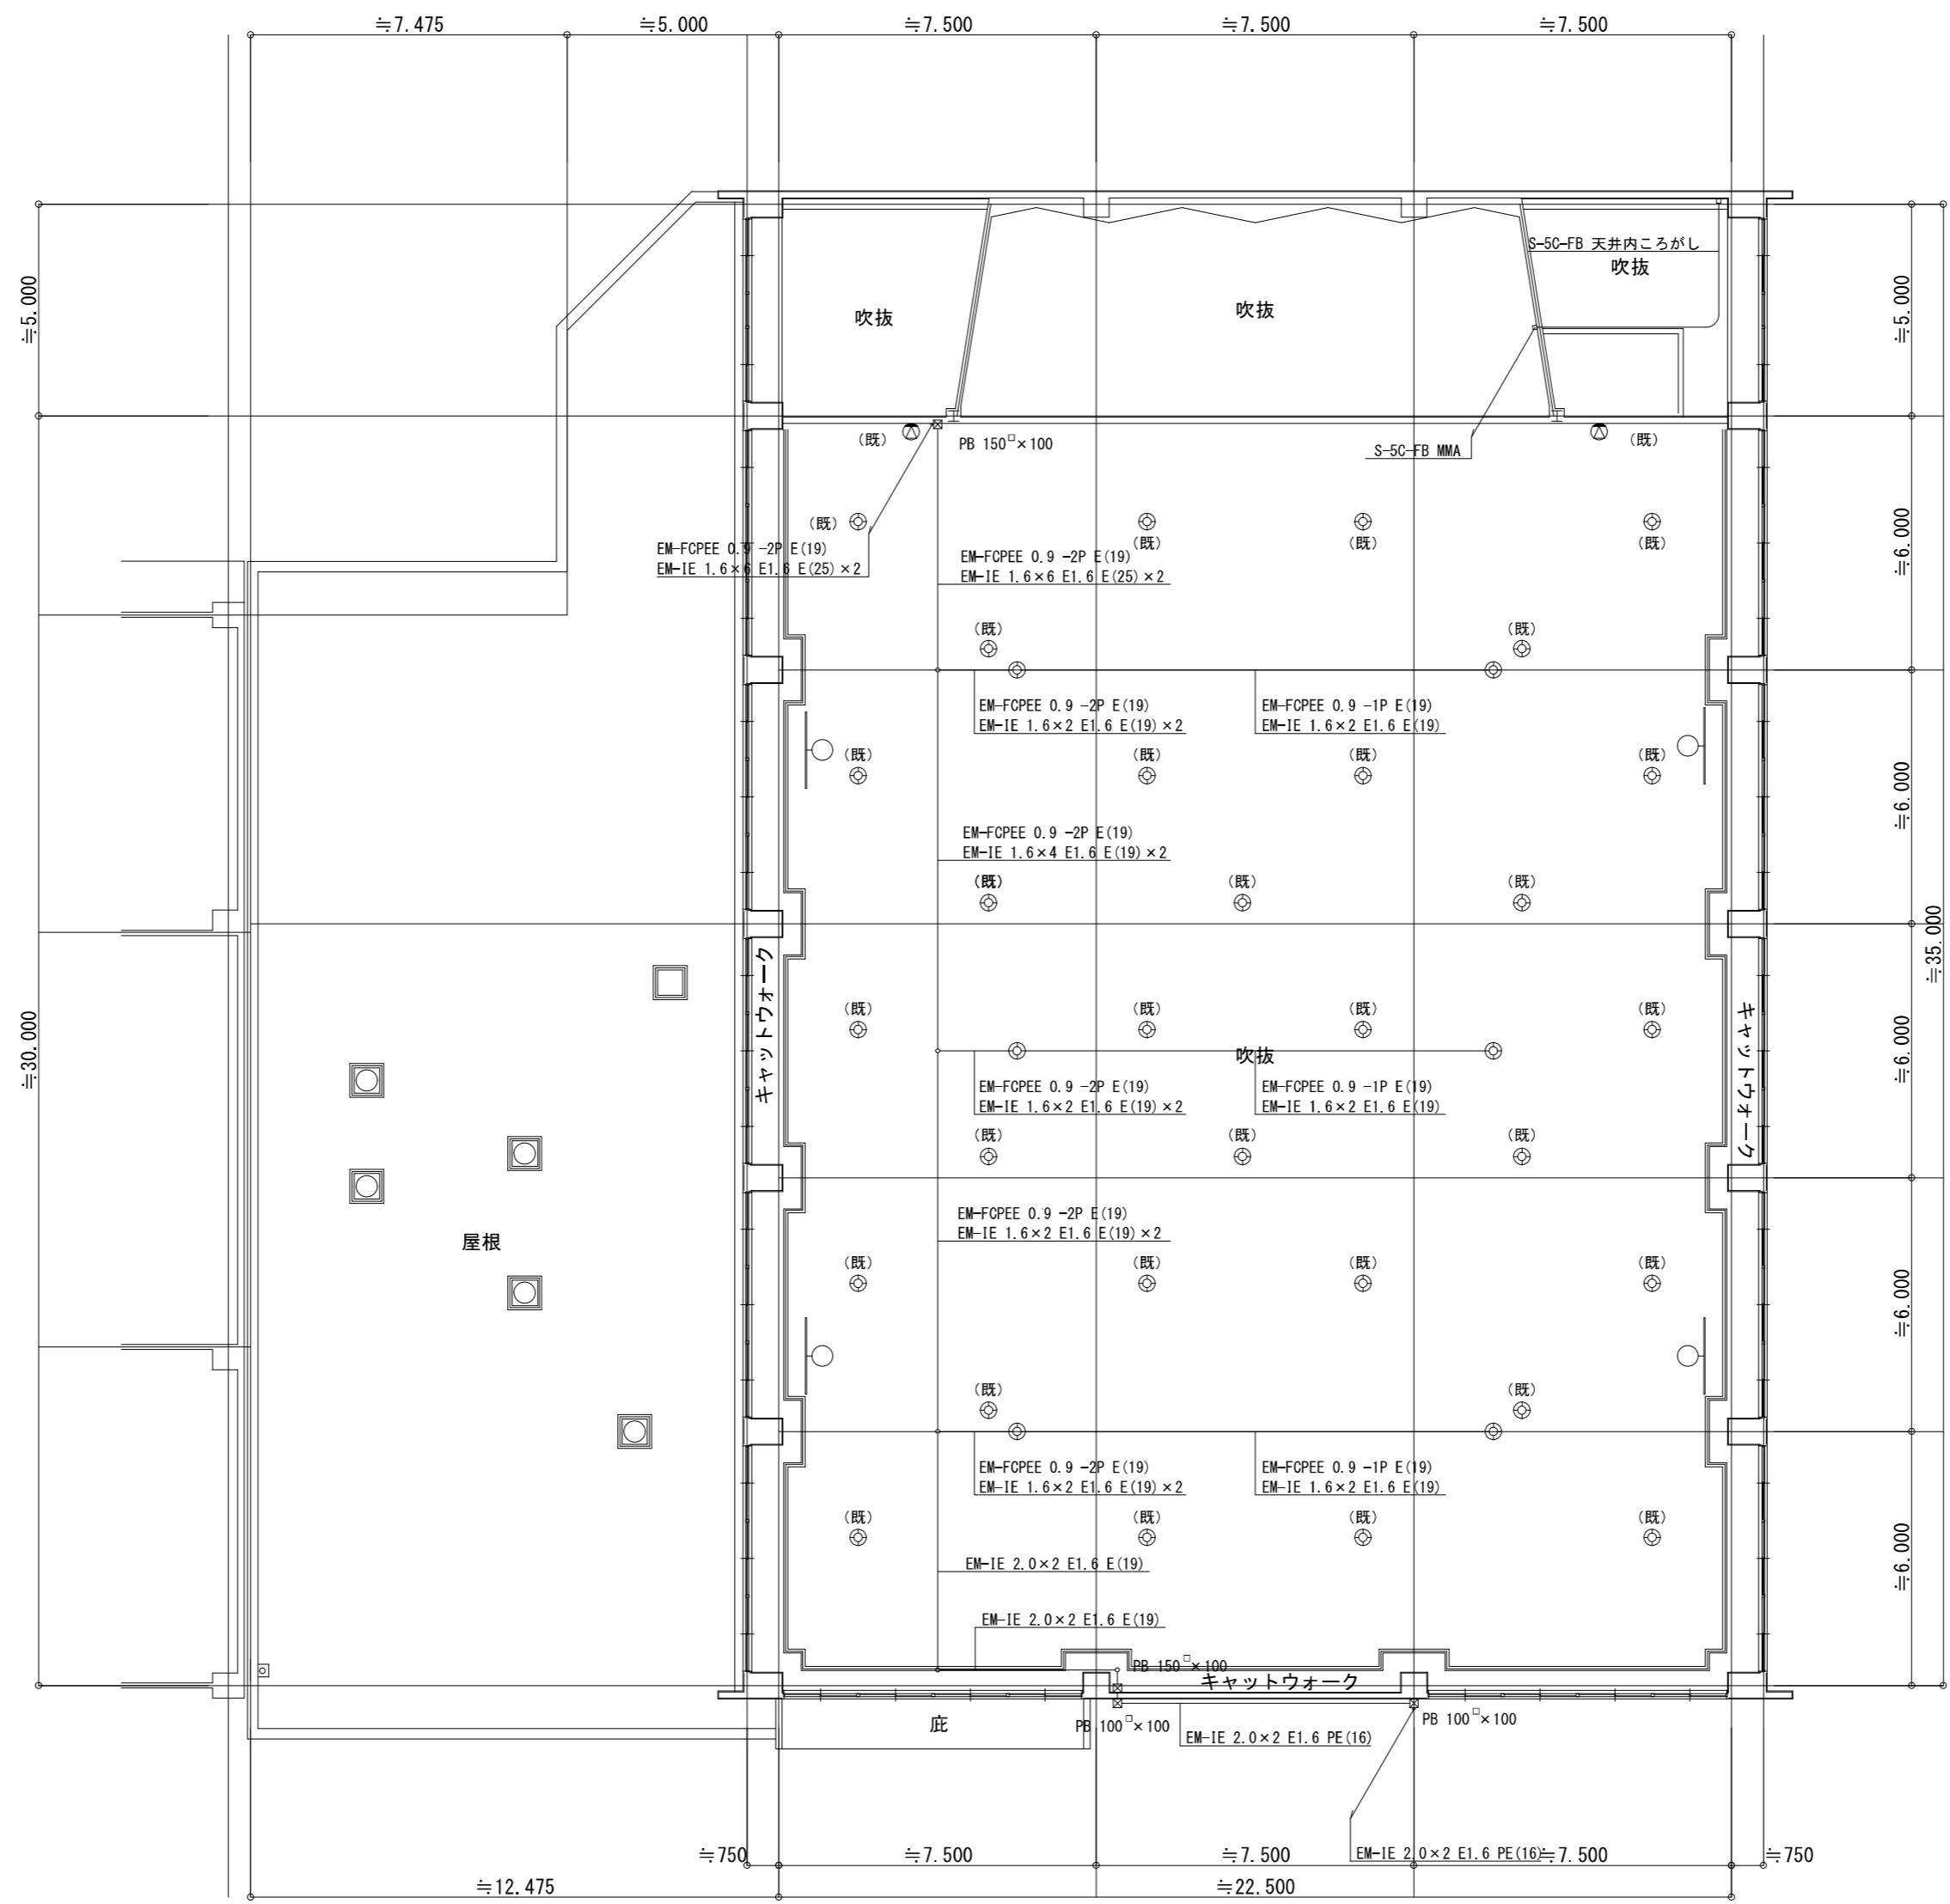 ≒7.475
≒5.000
≒7.500
≒7.500
≒7.500
S-5C-FB 天井内ころがし
吹抜
吹抜
吹抜
≒5.000
≒5.000
(既)
PB 150□×100
S-5C-FB MMA
(既)
(既)
(既)
(既)
(既)
≒6.000
EM-FCPEE 0.9 -2P E(19)
EM-IE 1.6×6 E1.6 E(25)×2
EM-FCPEE 0.9 -2P E(19)
EM-IE 1.6×6 E1.6 E(25)×2
(既)
(既)
EM-FCPEE 0.9 -2P E(19)
EM-IE 1.6×2 E1.6 E(19)×2
EM-FCPEE 0.9 -1P E(19)
EM-IE 1.6×2 E1.6 E(19)
(既)
(既)
(既)
(既)
≒6.000
EM-FCPEE 0.9 -2P E(19)
EM-IE 1.6×4 E1.6 E(19)×2
(既)
(既)
(既)
≒35.000
キャットウォーク
キャットウォーク
≒30.000
(既)
(既)
(既)
(既)
≒6.000
吹抜
EM-FCPEE 0.9 -2P E(19)
EM-IE 1.6×2 E1.6 E(19)×2
EM-FCPEE 0.9 -1P E(19)
EM-IE 1.6×2 E1.6 E(19)
(既)
(既)
(既)
EM-FCPEE 0.9 -2P E(19)
EM-IE 1.6×2 E1.6 E(19)×2
屋根
(既)
(既)
(既)
(既)
≒6.000
(既)
(既)
EM-FCPEE 0.9 -2P E(19)
EM-IE 1.6×2 E1.6 E(19)×2
EM-FCPEE 0.9 -1P E(19)
EM-IE 1.6×2 E1.6 E(19)
(既)
(既)
(既)
(既)
≒6.000
EM-IE 2.0×2 E1.6 E(19)
EM-IE 2.0×2 E1.6 E(19)
PB 150□×100
キャットウォーク
庇
PB 100□×100
PB 100□×100
EM-IE 2.0×2 E1.6 PE(16)
EM-IE 2.0×2 E1.6 PE(16)
≒750
≒7.500
≒7.500
≒7.500
≒750
≒12.475
≒22.500